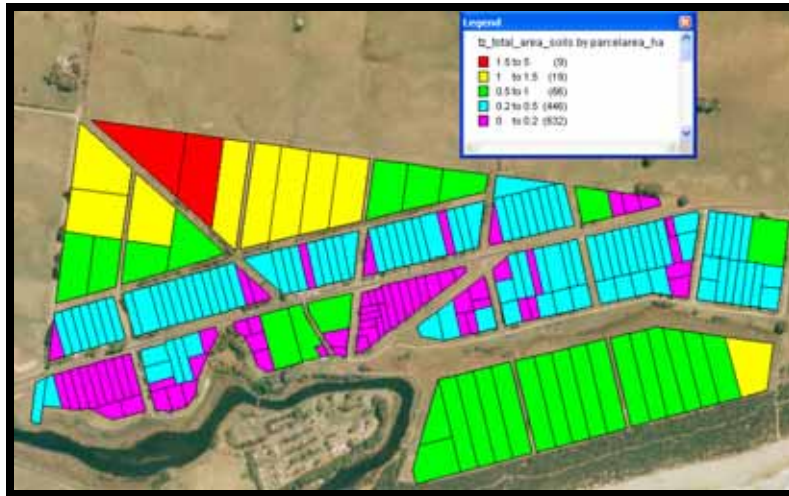 Legend
tz_total_area_soils by parcelarea_ha
1.5 to 5 (9)
1 to 1.5 (19)
0.5 to 1 (66)
0.2 to 0.5 (446)
0 to 0.2 (632)